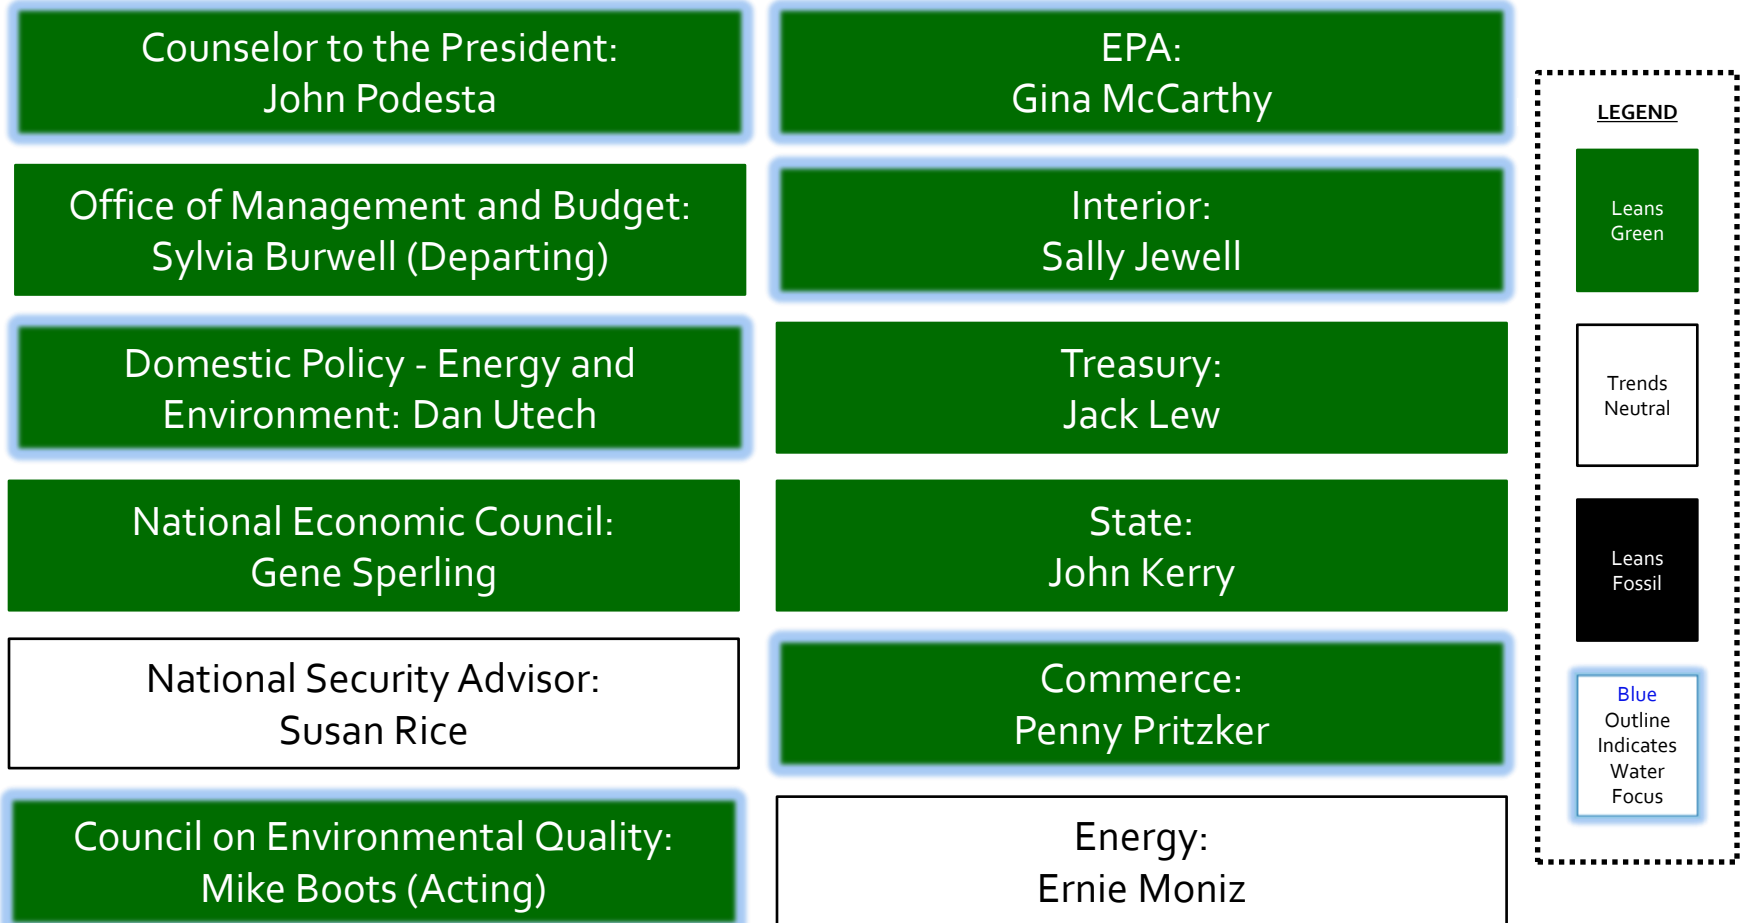 Counselor to the President:
John Podesta
Office of Management and Budget:
Sylvia Burwell (Departing)
Domestic Policy - Energy and
Environment: Dan Utech
National Economic Council:
Gene Sperling
National Security Advisor:
Susan Rice
Council on Environmental Quality:
Mike Boots (Acting)
EPA:
Gina McCarthy
Interior:
Sally Jewell
Treasury:
Jack Lew
State:
John Kerry
Commerce:
Penny Pritzker
Energy:
Ernie Moniz
LEGEND
Leans
Green
Trends
Neutral
Leans
Fossil
Blue
Outline
Indicates
Water
Focus